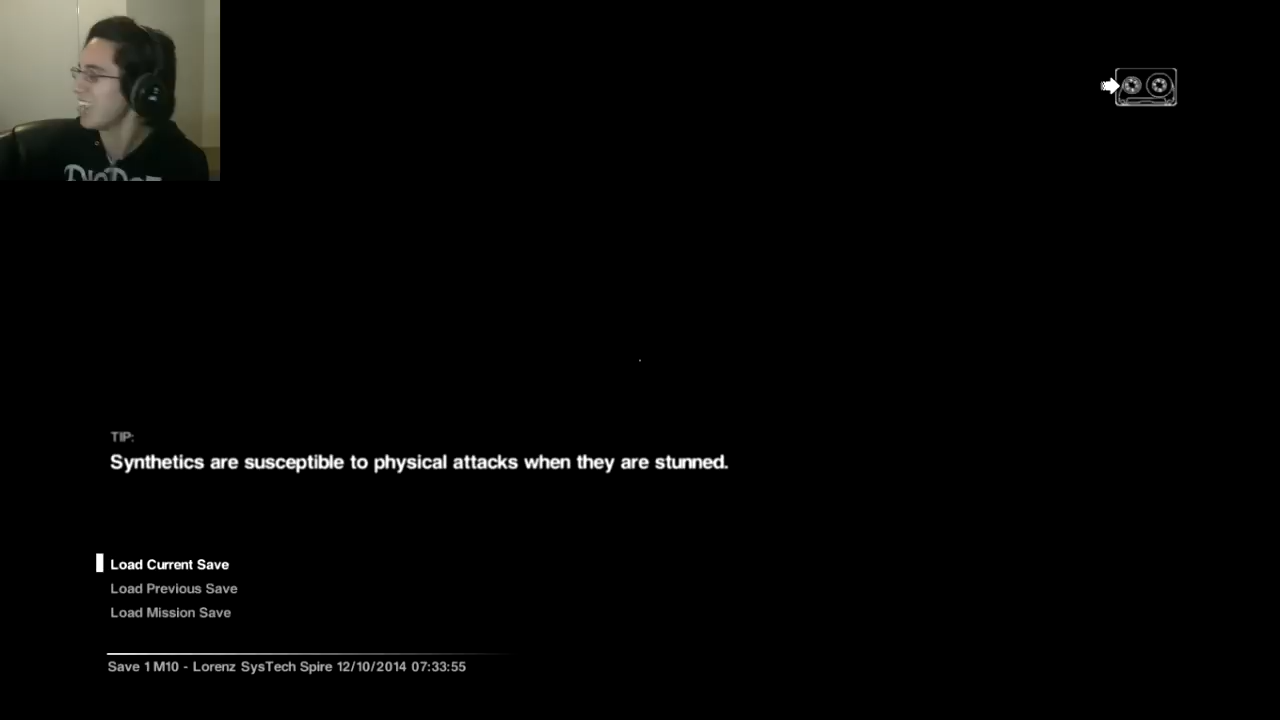 TIP:
Synthetics are susceptible to physical attacks when they are stunned.
Load Current Save
Load Previous Save
Load Mission Save
Save 1 M10 - Lorenz SysTech Spire 12/10/2014 07:33:55